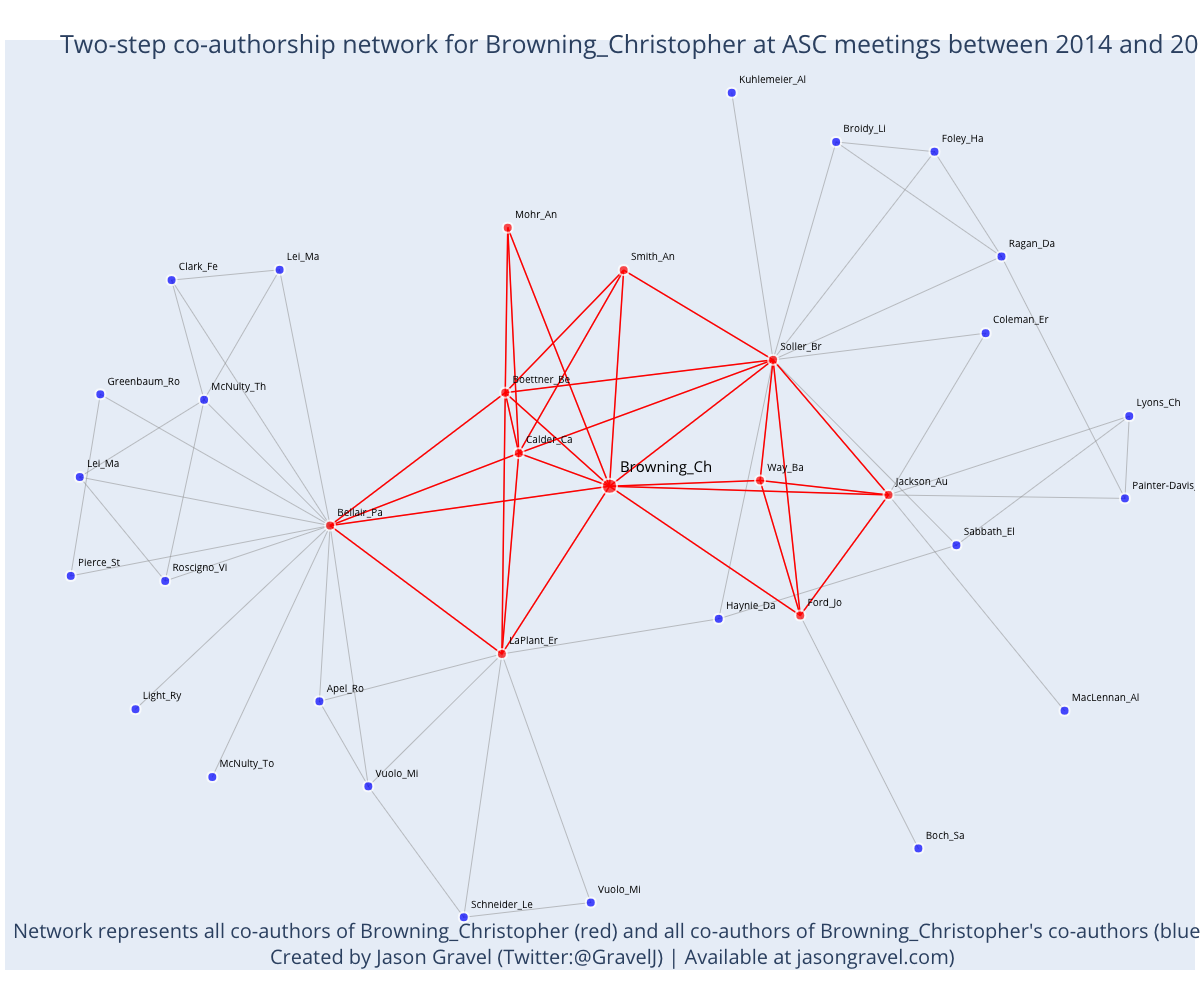 Two-step co-authorship network for Browning_Christopher at ASC meetings between 2014 and 20
Kuhlemeier_Al
Broidy_Li
Foley_Ha
Mohr_An
Ragan_Da
Smith_An
Lei_Ma
Clark_Fe
Coleman_Er
Soller_Br
Boettner_Be
Greenbaum_Ro
McNulty_Th
Lyons_Ch
Calder_Ca
Lei_Ma
Browning_Ch
Way_Ba
Jackson_Au
Painter-Davis_
Bellair_Pa
Sabbath_El
Pierce_St
Roscigno_Vi
Haynie_Da
Ford_Jo
LaPlant_Er
Apel_Ro
Light_Ry
MacLennan_Al
McNulty_To
Vuolo_Mi
Boch_Sa
Vuolo_Mi
Schneider_Le
Network represents all co-authors of Browning_Christopher (red) and all co-authors of Browning_Christopher's co-authors (blue
Created by Jason Gravel (Twitter:@GravelJ) | Available at jasongravel.com)